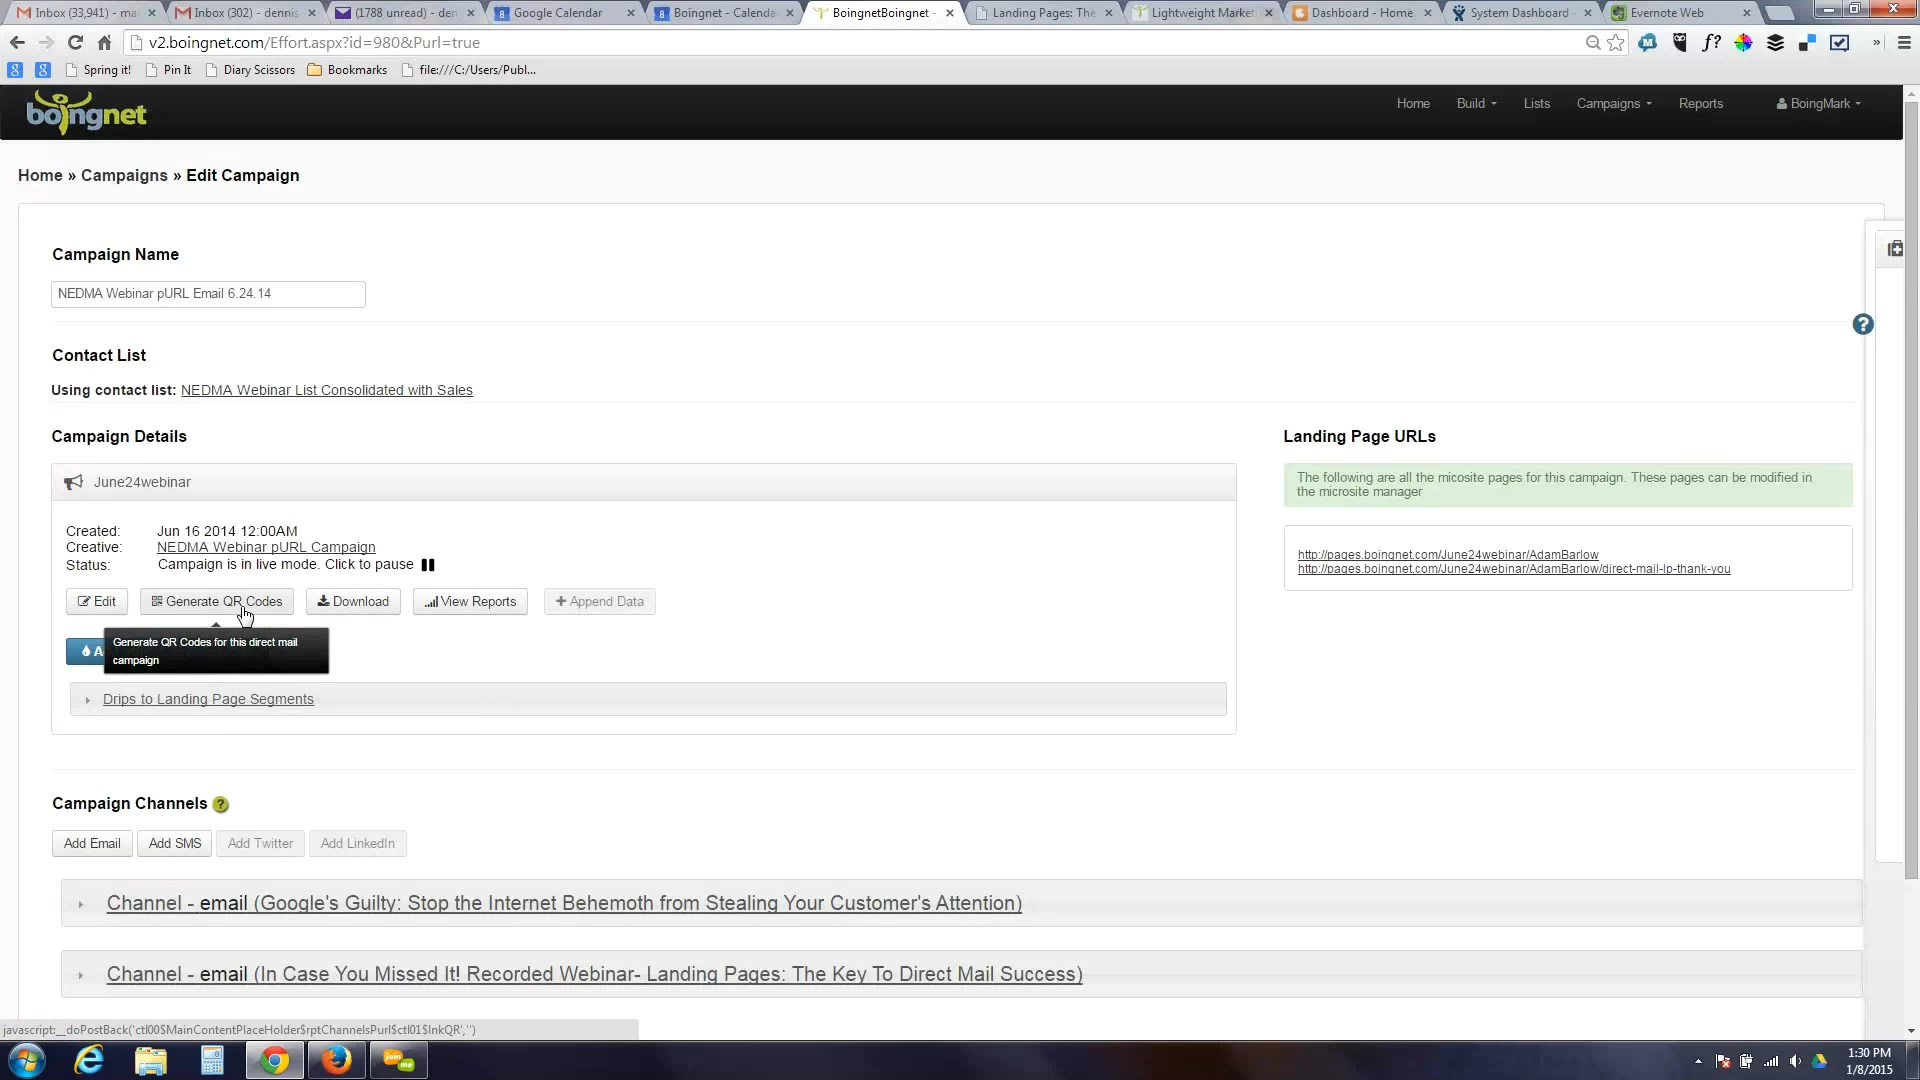 Inbox (33,941) - mai
Inbox (302) - dennis
(1788 unread) - den
Google Calendar
Boingnet - Calenda
BoingnetBoingnet -
Landing Pages: The
Lightweight Market
Dashboard - Home
System Dashboard -
Evernote Web
v2.boingnet.com/Effort.aspx?id=980&Purl=true
Spring it!
Pin It
Diary Scissors
Bookmarks
file:///C:/Users/Publ...
boingnet
Home
Build
Lists
Campaigns
Reports
BoingMark
Home » Campaigns » Edit Campaign
Campaign Name
NEDMA Webinar pURL Email 6.24.14
Contact List
Using contact list: NEDMA Webinar List Consolidated with Sales
Campaign Details
June24webinar
Created: Jun 16 2014 12:00AM
Creative: NEDMA Webinar pURL Campaign
Status: Campaign is in live mode. Click to pause
Edit
Generate QR Codes
Download
View Reports
Append Data
A
Generate QR Codes for this direct mail
campaign
Drips to Landing Page Segments
Landing Page URLs
The following are all the micosite pages for this campaign. These pages can be modified in
the microsite manager
http://pages.boingnet.com/June24webinar/AdamBarlow
http://pages.boingnet.com/June24webinar/AdamBarlow/direct-mail-lp-thank-you
Campaign Channels ?
Add Email
Add SMS
Add Twitter
Add LinkedIn
Channel - email (Google's Guilty: Stop the Internet Behemoth from Stealing Your Customer's Attention)
Channel - email (In Case You Missed It! Recorded Webinar- Landing Pages: The Key To Direct Mail Success)
javascript:__doPostBack('ctl00$MainContentPlaceHolder$rptChannelsPurl$ctl01$lnkQR','')
join
me
1:30 PM
1/8/2015